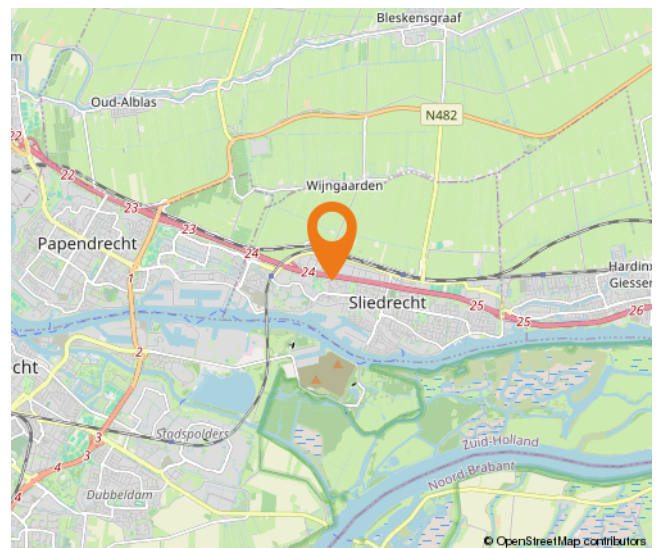 Bleskensgraaf
m
Oud-Alblas
N482
22
22
Wijngaarden
23
23
Papendrecht
24
24
Hardinx
Giessen
1
Sliedrecht
25
25
26
2
cht
Stadspolders
3
3
4
4
Zuid-Holland
Noord-Brabant
Dubbeldam
© OpenStreetMap contributors